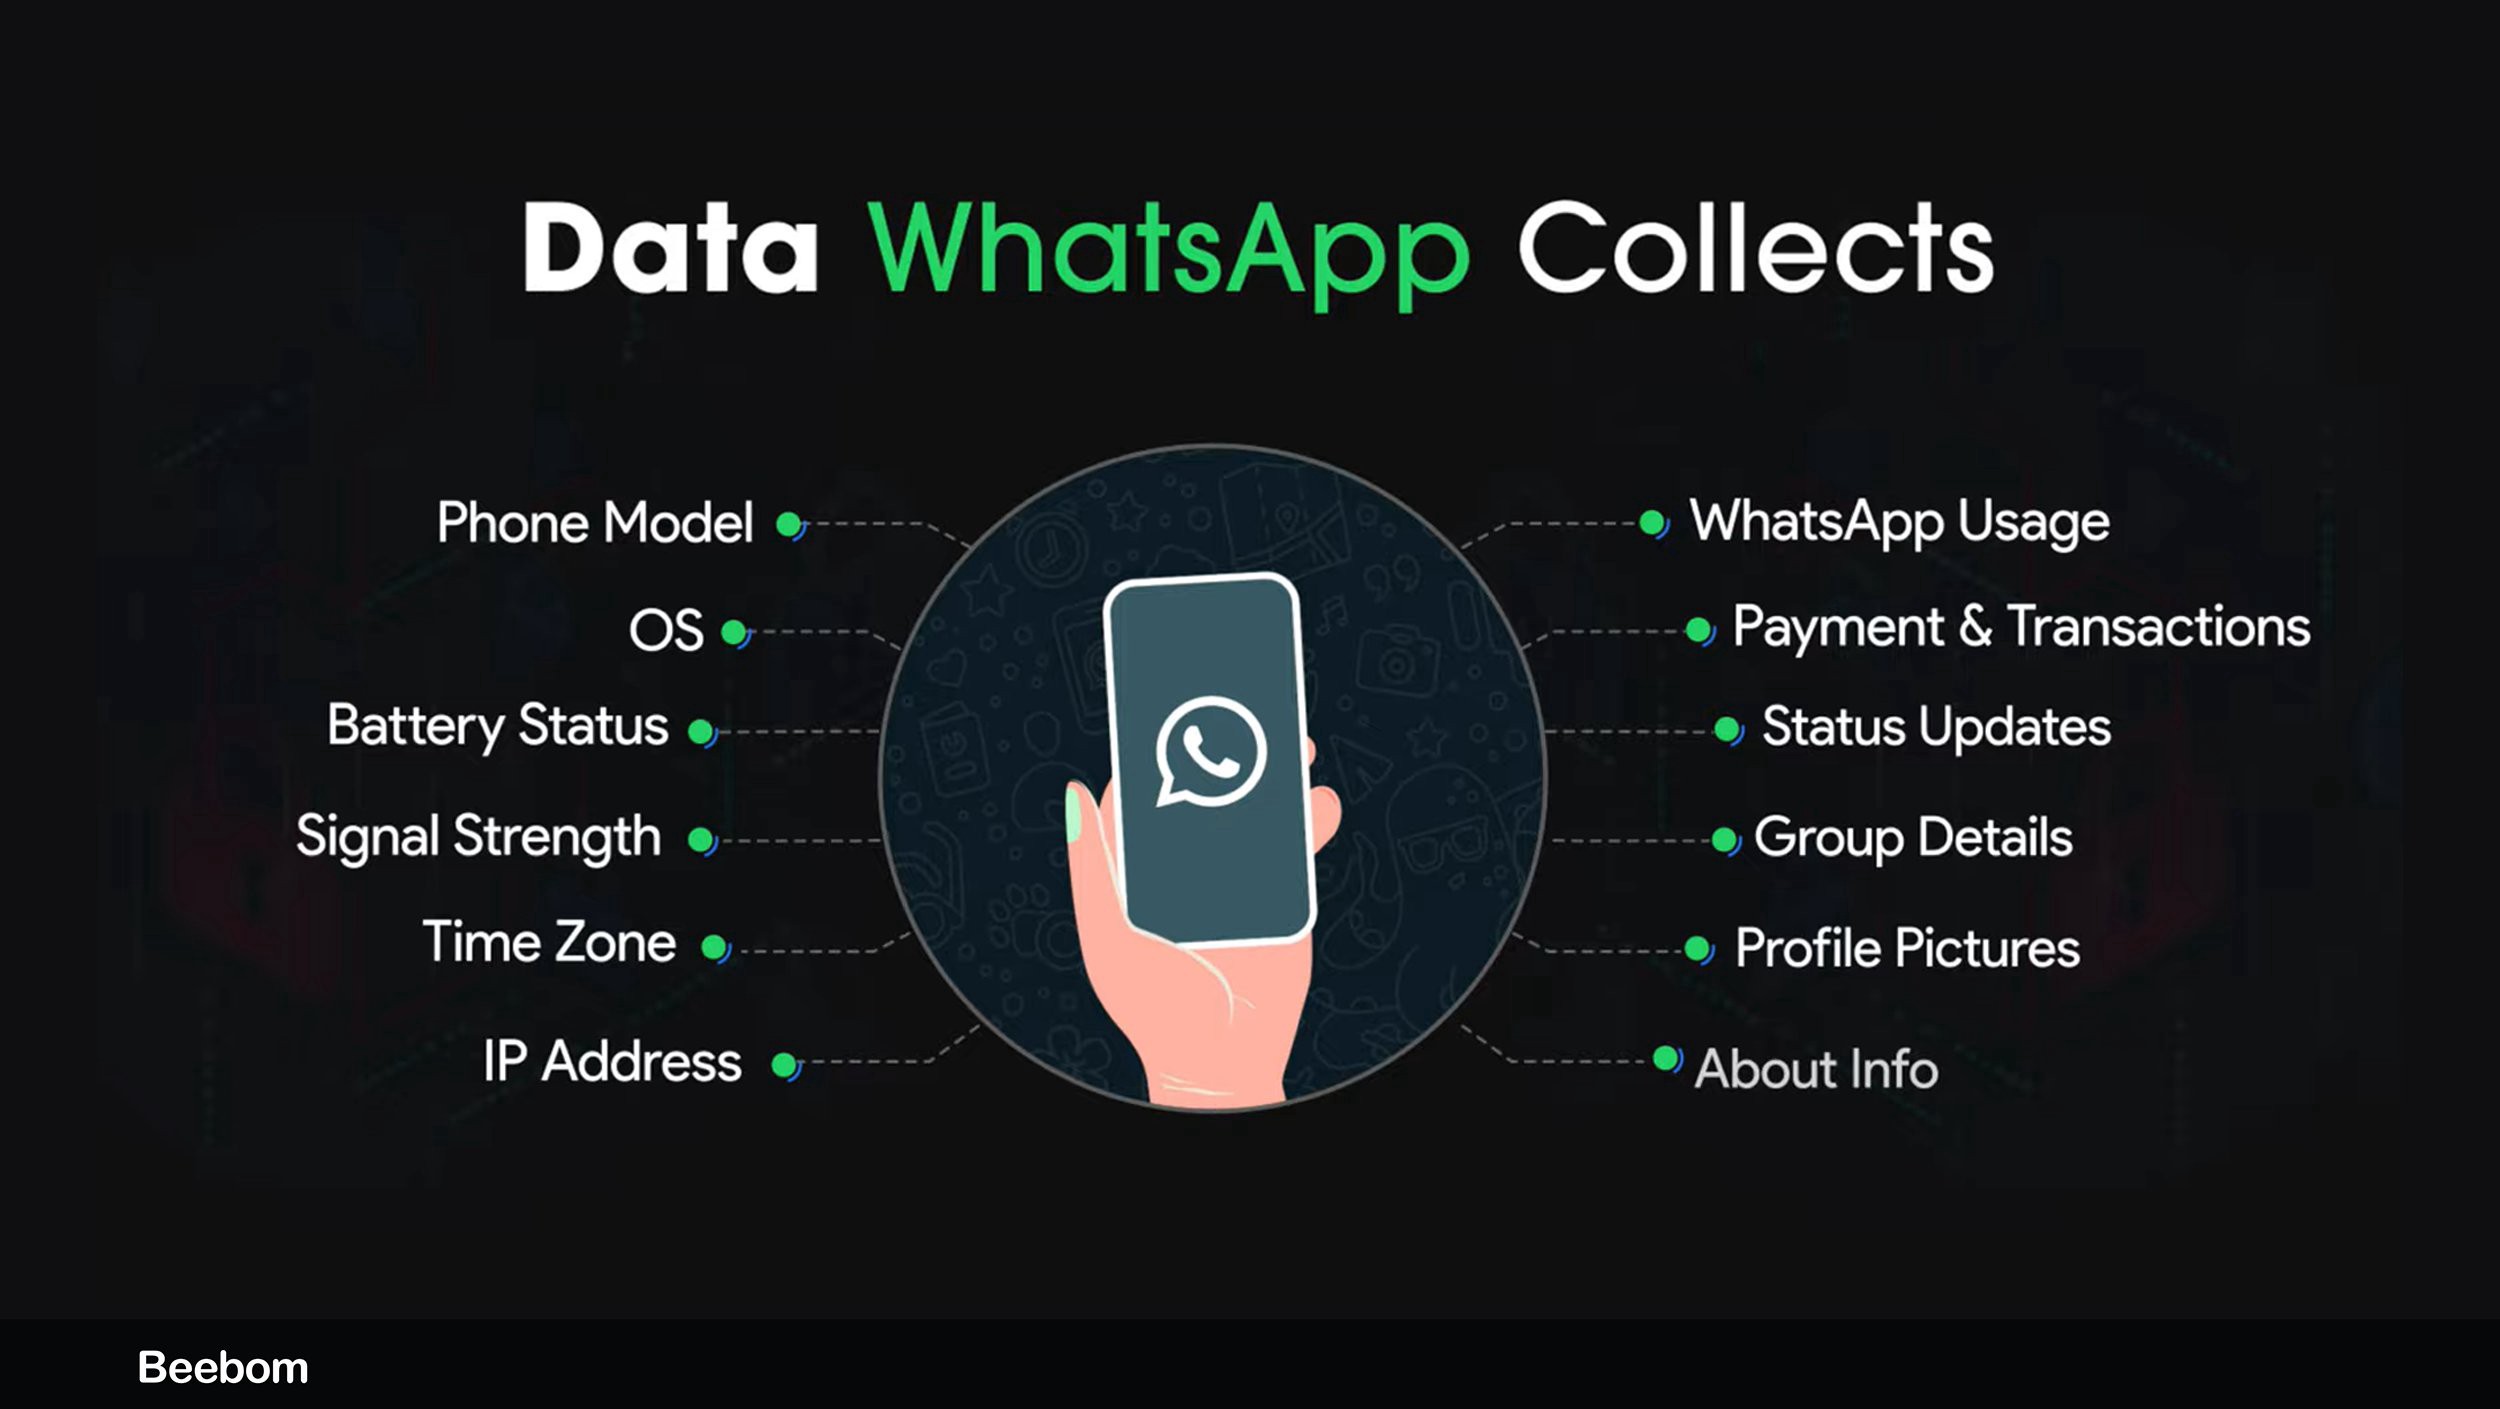 Data WhatsApp Collects
Phone Model
OS
Battery Status
Signal Strength
Time Zone
IP Address
WhatsApp Usage
Payment & Transactions
Status Updates
Group Details
Profile Pictures
About Info
Beebom